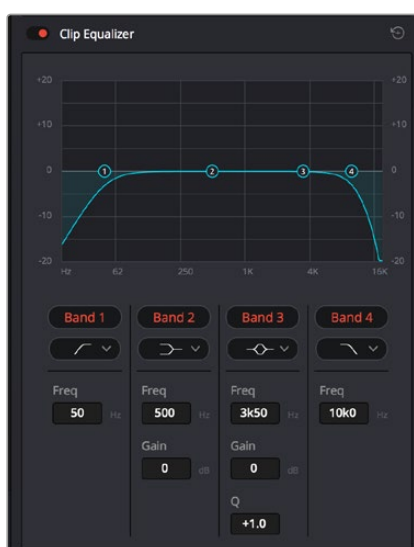 Clip Equalizer
+20 +20
+10 +10
0 0
1 2 3 4
-10 -10
-20 -20
Hz 62 250 1K 4K 16K
Band 1 Band 2 Band 3 Band 4
Freq Freq Freq Freq
50 Hz 500 Hz 3k50 Hz 10k0 Hz
Gain Gain
0 dB 0 dB
Q
+1.0